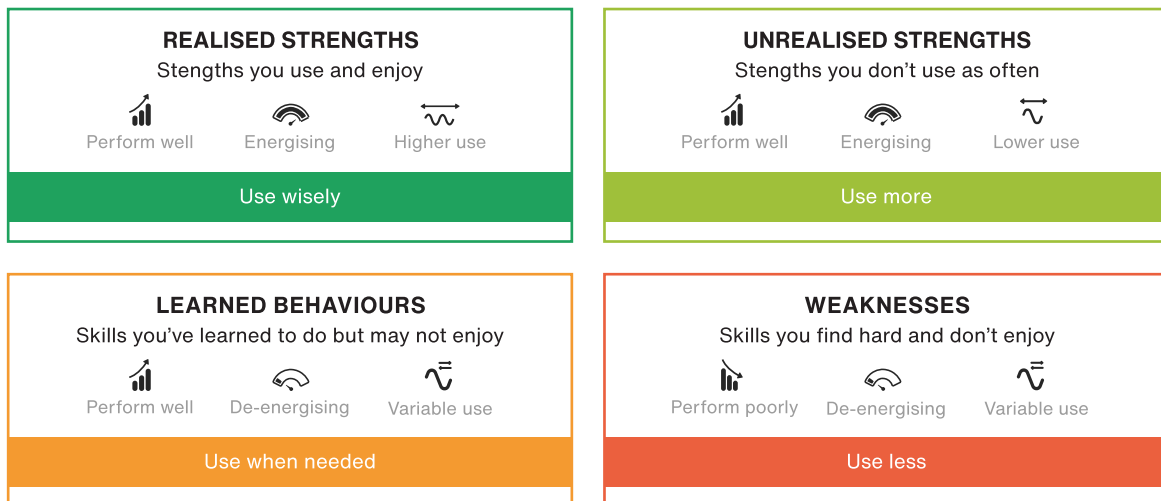 REALISED STRENGTHS
Stengths you use and enjoy
Perform well
Energising
Higher use
Use wisely
UNREALISED STRENGTHS
Stengths you don't use as often
Perform well
Energising
Lower use
Use more
LEARNED BEHAVIOURS
Skills you've learned to do but may not enjoy
Perform well
De-energising
Variable use
Use when needed
WEAKNESSES
Skills you find hard and don't enjoy
Perform poorly
De-energising
Variable use
Use less